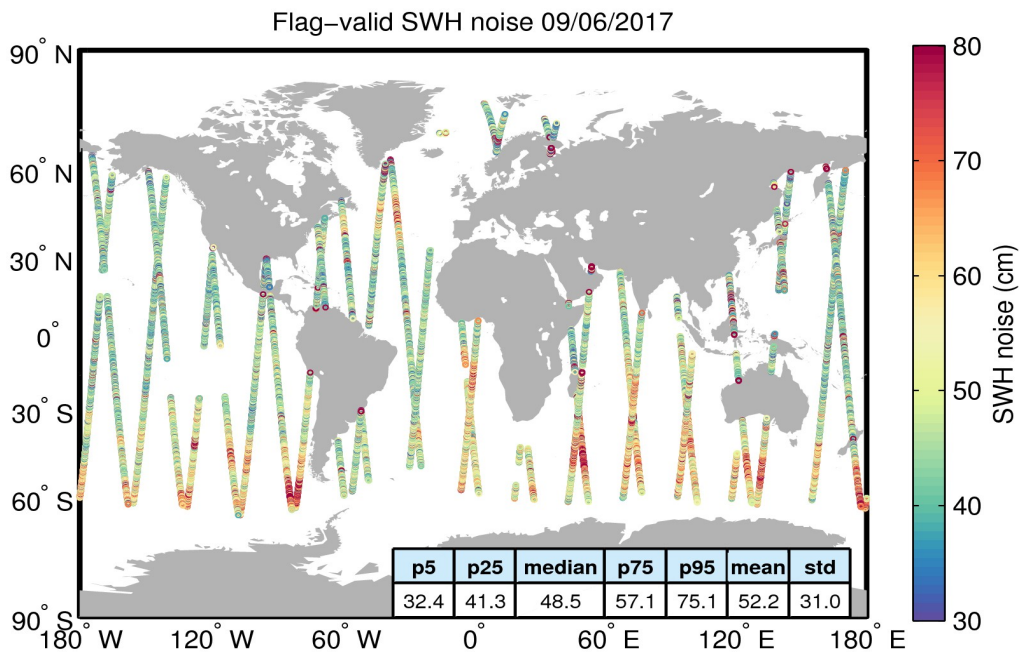 Flag−valid SWH noise 09/06/2017
90° N
60° N
30° N
0°
30° S
60° S
90° S
180° W 120° W 60° W 0° 60° E 120° E 180° E
p5 p25 median p75 p95 mean std
32.4 41.3 48.5 57.1 75.1 52.2 31.0
80
70
60
50
40
30
SWH noise (cm)